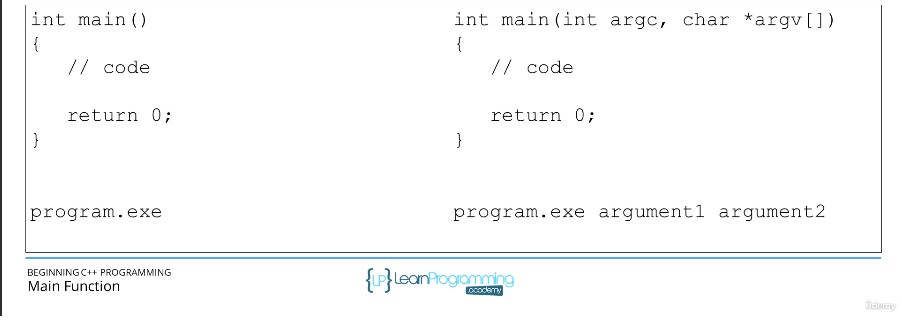 int main()
{
// code
return 0;
}
program.exe
int main(int argc, char *argv[])
{
// code
return 0;
}
program.exe argument1 argument2
BEGINNING C++ PROGRAMMING
Main Function
{LP} LearnProgramming
.academy
ûdemy